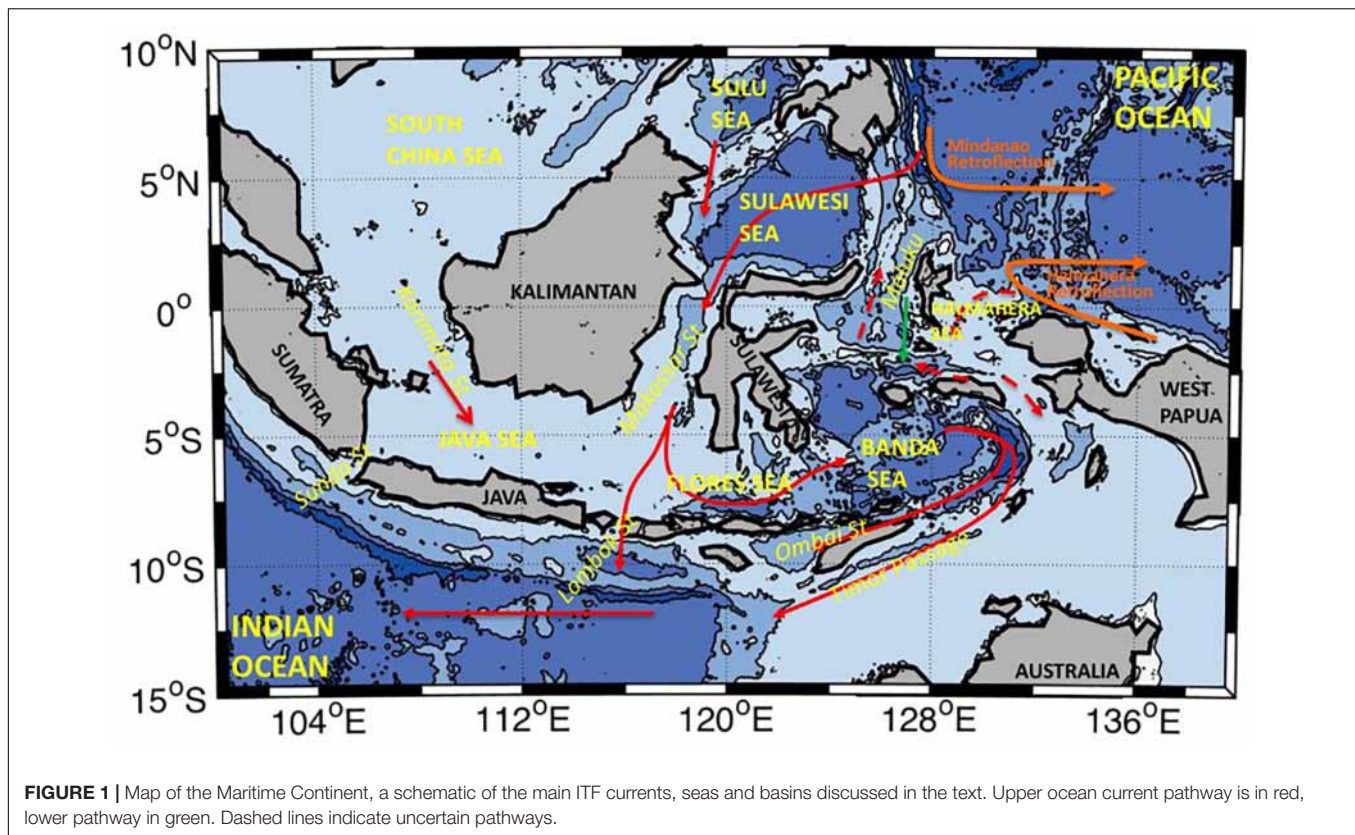 10°N
5°N
0°
5°S
10°S
15°S
104°E
112°E
120°E
128°E
136°E
PACIFIC
OCEAN
SULU
SEA
SOUTH
CHINA SEA
Mindanao
Retroflection
SULAWESI
SEA
Maluku
Halmahera
Retroflection
HALMAHERA
SEA
KALIMANTAN
Karimata St
Makassar St
SULAWESI
SUMATRA
WEST
PAPUA
JAVA SEA
BANDA
SEA
FLORES SEA
Sunda St
JAVA
Ombai St
Lombok St
Timor Passage
INDIAN
OCEAN
AUSTRALIA
FIGURE 1 | Map of the Maritime Continent, a schematic of the main ITF currents, seas and basins discussed in the text. Upper ocean current pathway is in red,
lower pathway in green. Dashed lines indicate uncertain pathways.